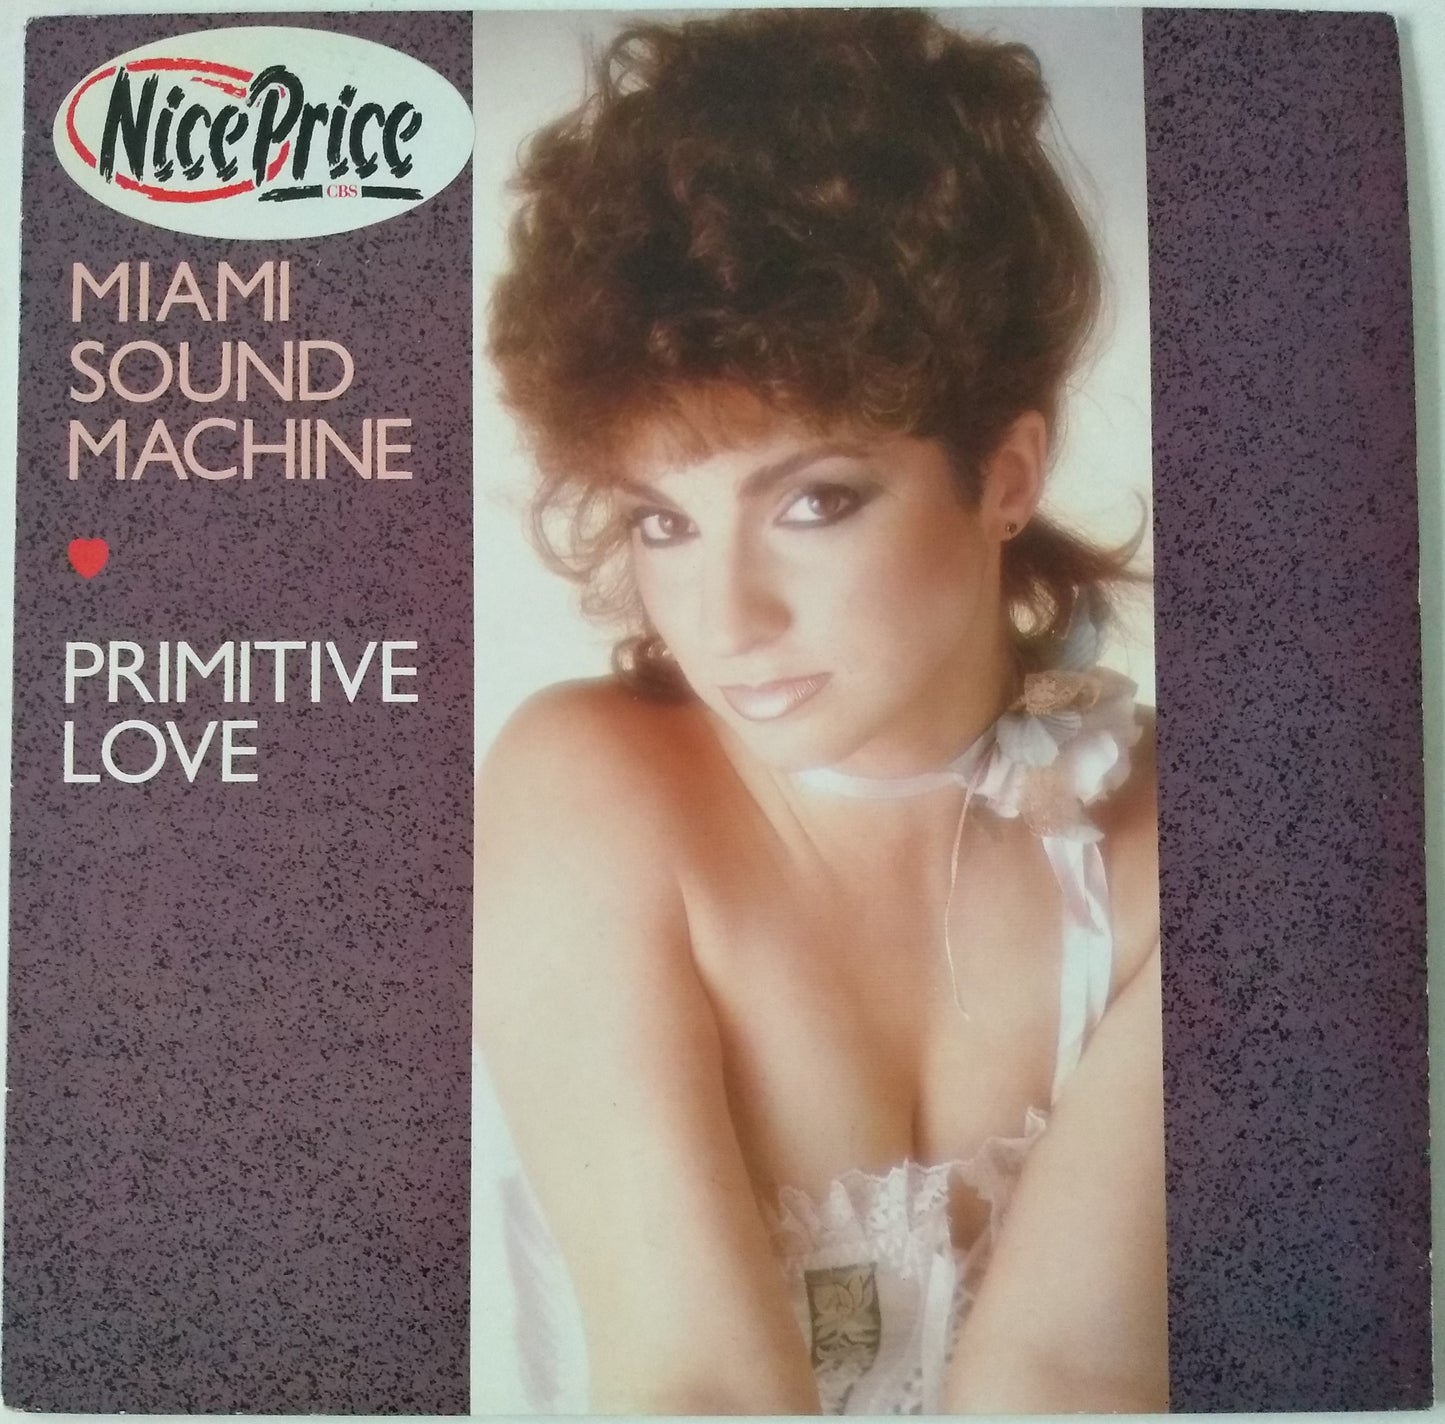 Nice Price
CBS
MIAMI
SOUND
MACHINE
PRIMITIVE
LOVE